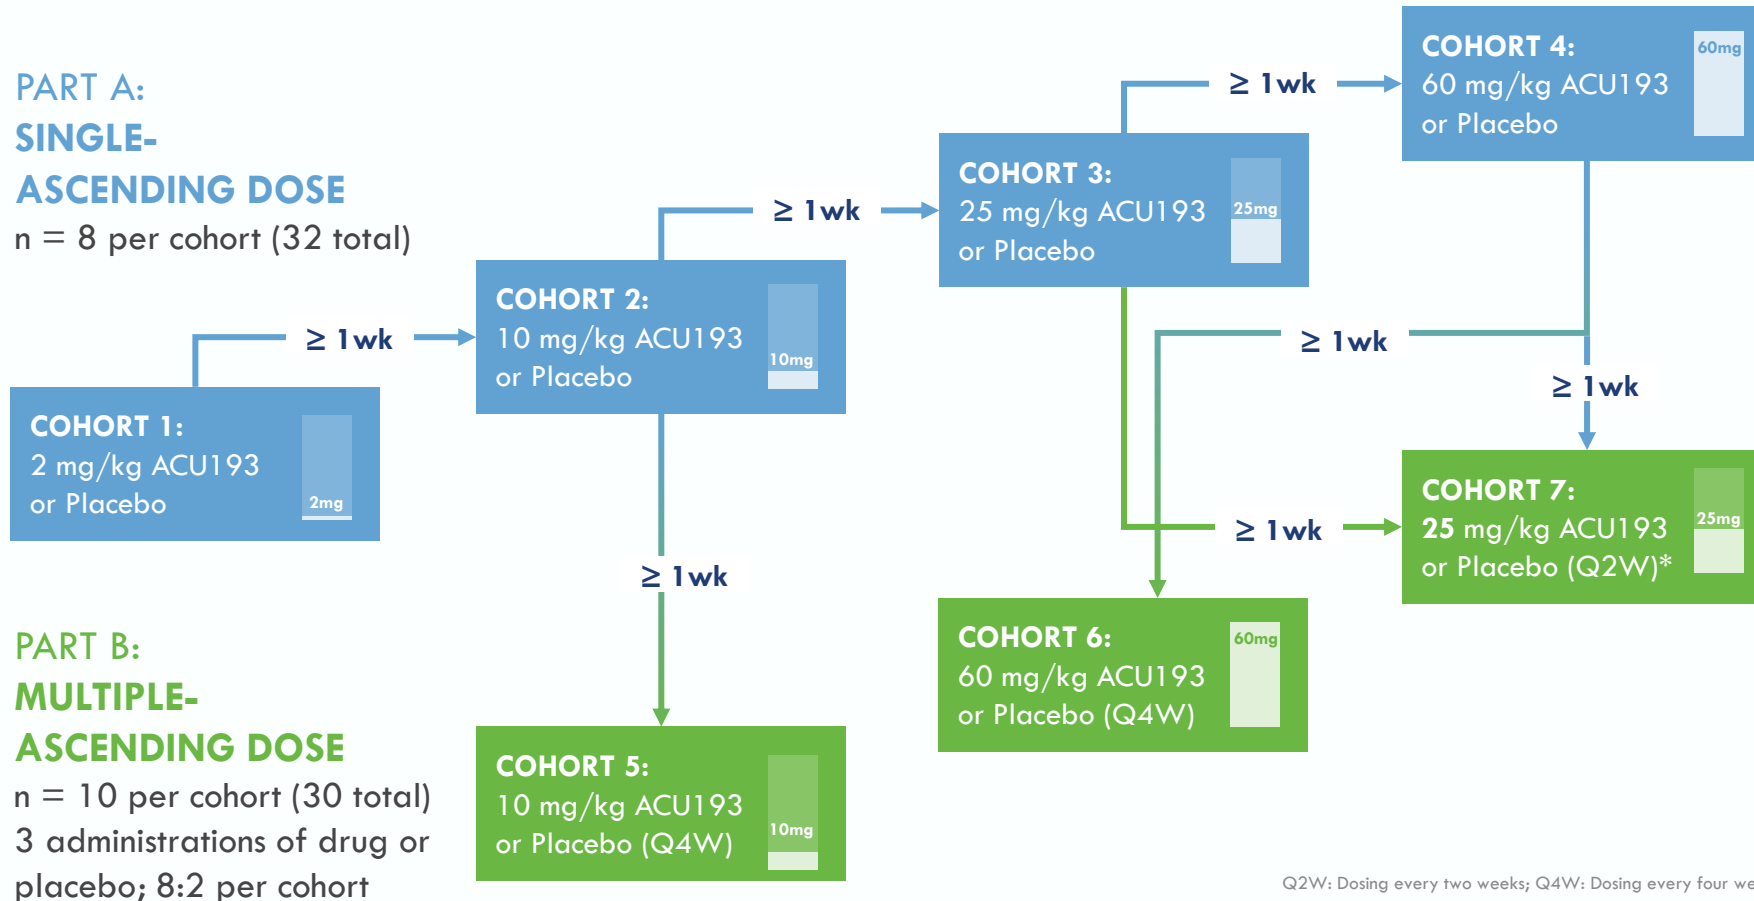 PART A:
SINGLE-
ASCENDING DOSE
n = 8 per cohort (32 total)
≥ 1wk
COHORT 1:
2 mg/kg ACU193
or Placebo
2mg
≥ 1wk
COHORT 2:
10 mg/kg ACU193
or Placebo
10mg
≥ 1wk
COHORT 3:
25 mg/kg ACU193
or Placebo
25mg
≥ 1wk
COHORT 4:
60 mg/kg ACU193
or Placebo
60mg
≥ 1wk
≥ 1wk
≥ 1wk
≥ 1wk
PART B:
MULTIPLE-
ASCENDING DOSE
n = 10 per cohort (30 total)
3 administrations of drug or
placebo; 8:2 per cohort
COHORT 5:
10 mg/kg ACU193
or Placebo (Q4W)
10mg
COHORT 6:
60 mg/kg ACU193
or Placebo (Q4W)
60mg
COHORT 7:
25 mg/kg ACU193
or Placebo (Q2W)*
25mg
Q2W: Dosing every two weeks; Q4W: Dosing every four we